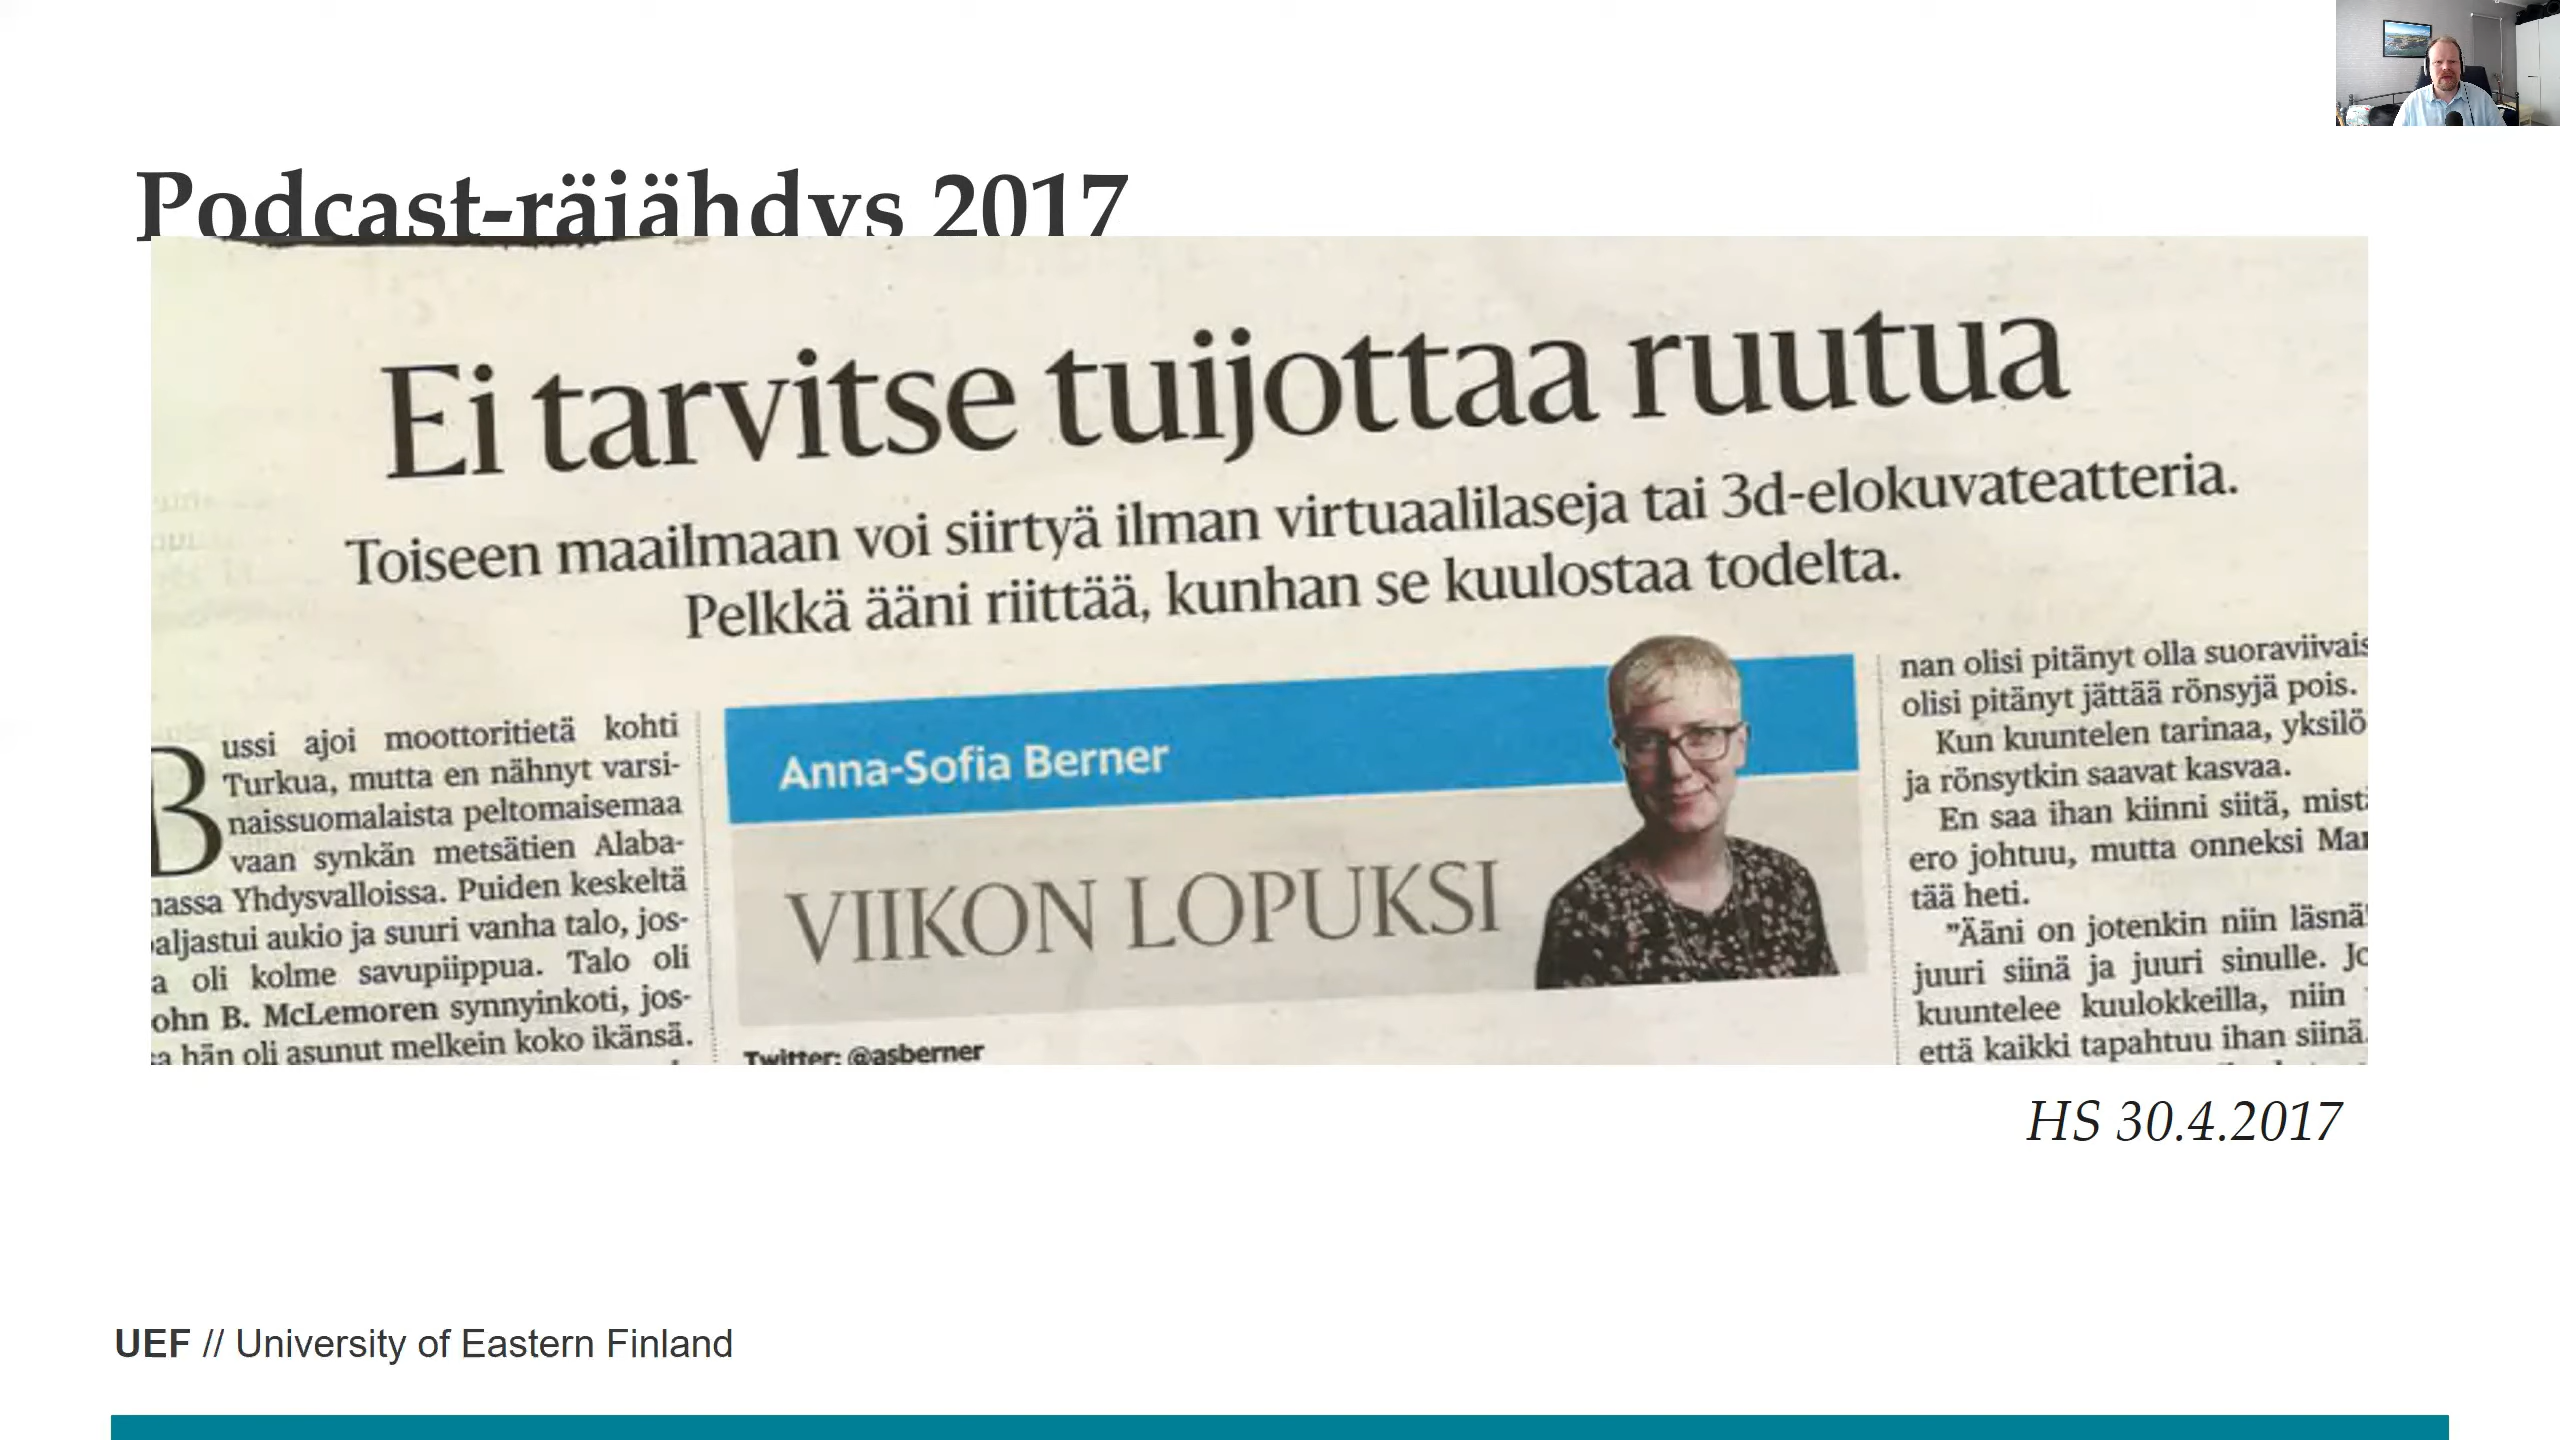 Podcast-räjähdys 2017
Ei tarvitse tuijottaa ruutua
Toiseen maailmaan voi siirtyä ilman virtuaalilaseja tai 3d-elokuvateatteria.
Pelkkä ääni riittää, kunhan se kuulostaa todelta.
Bussi ajoi moottoritietä kohti
Turkua, mutta en nähnyt varsi-
naissuomalaista peltomaisemaa
vaan synkän metsätien Alaba-
massa Yhdysvalloissa. Puiden keskeltä
paljastui aukio ja suuri vanha talo, jos-
sa oli kolme savupiippua. Talo oli
John B. McLemoren synnyinkoti, jos-
sa hän oli asunut melkein koko ikänsä.
Anna-Sofia Berner
VIIKON LOPUKSI
Twitter: @asberner
nan olisi pitänyt olla suoraviivais
olisi pitänyt jättää rönsyjä pois.
Kun kuuntelen tarinaa, yksilö
ja rönsytkin saavat kasvaa.
En saa ihan kiinni siitä, mist
ero johtuu, mutta onneksi Mar
tää heti.
”Ääni on jotenkin niin läsnä
juuri siinä ja juuri sinulle. Jo
kuuntelee kuulokkeilla, niin
että kaikki tapahtuu ihan siinä.
HS 30.4.2017
UEF // University of Eastern Finland